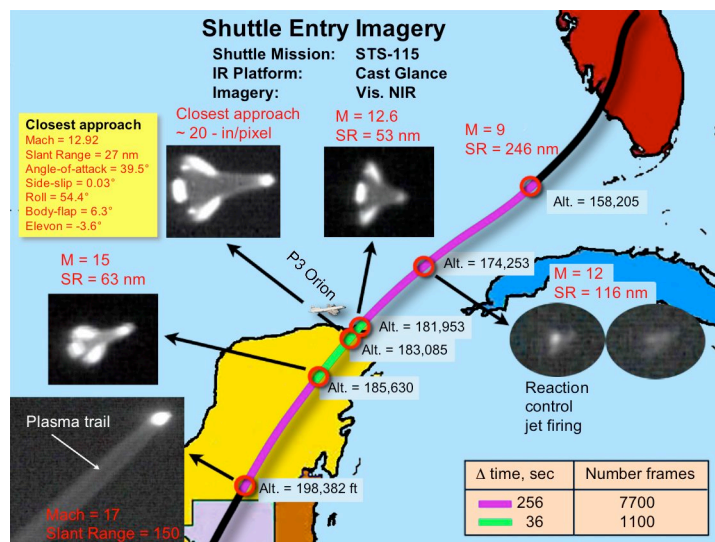 Shuttle Entry Imagery
Shuttle Mission: STS-115
IR Platform: Cast Glance
Imagery: Vis. NIR
Closest approach
Mach = 12.92
Slant Range = 27 nm
Angle-of-attack = 39.5°
Side-slip = 0.03°
Roll = 54.4°
Body-flap = 6.3°
Elevon = -3.6°
Closest approach
~ 20 - in/pixel
M = 12.6
SR = 53 nm
M = 9
SR = 246 nm
Alt. = 158,205
M = 15
SR = 63 nm
P3 Orion
Alt. = 174,253
M = 12
SR = 116 nm
Alt. = 181,953
Alt. = 183,085
Alt. = 185,630
Reaction
control
jet firing
Plasma trail
Alt. = 198,382 ft
Mach = 17
Slant Range = 150
Δ time, sec Number frames
256 7700
36 1100